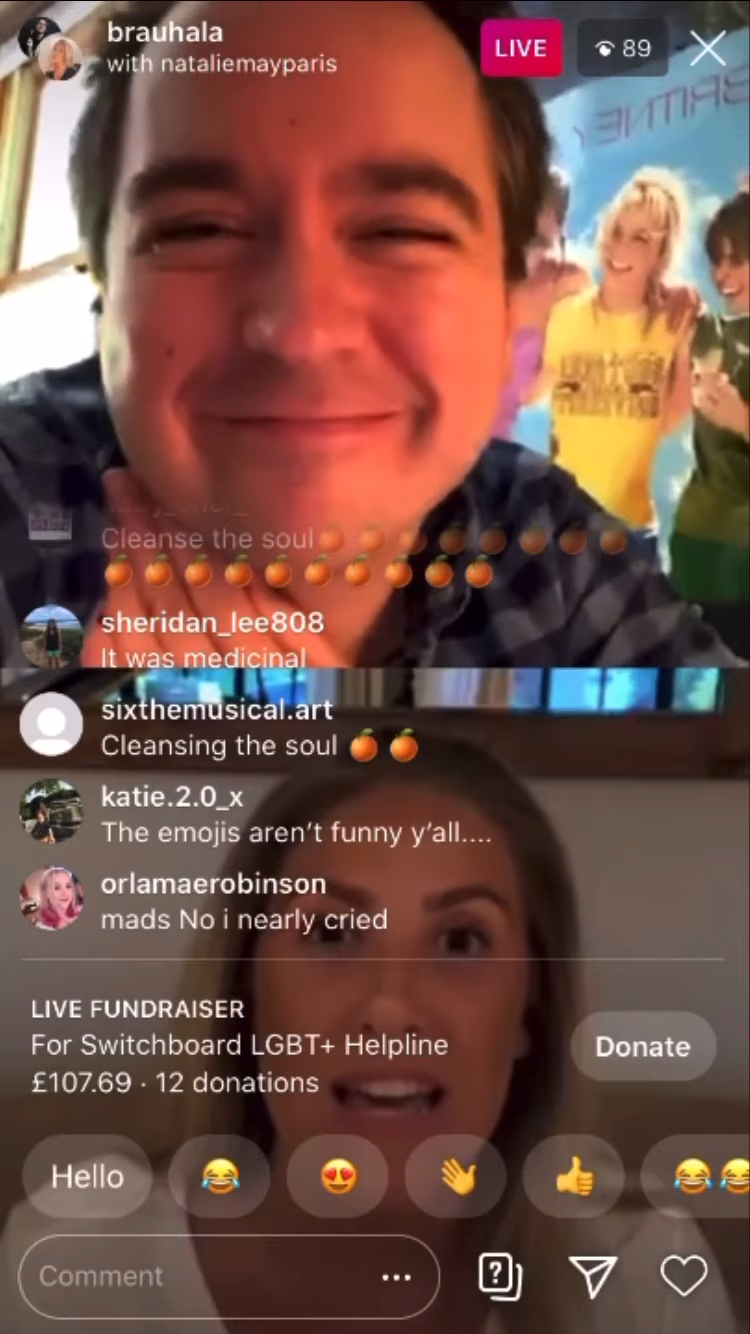 brauhala
with nataliemayparis
LIVE
89
BRITNEY
Cleanse the soul🍊🍊🍊🍊🍊🍊🍊🍊
🍊🍊🍊🍊🍊🍊🍊🍊🍊🍊
sheridan_lee808
It was medicinal
sixthemusical.art
Cleansing the soul 🍊🍊
katie.2.0_x
The emojis aren’t funny y’all....
orlamaerobinson
mads No i nearly cried
LIVE FUNDRAISER
For Switchboard LGBT+ Helpline
£107.69 · 12 donations
Donate
Hello 😂 😍 👋 👍 😂😂
Comment